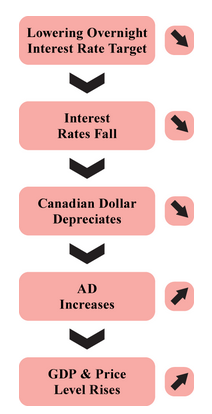 Lowering Overnight
Interest Rate Target
Interest
Rates Fall
Canadian Dollar
Depreciates
AD
Increases
GDP & Price
Level Rises